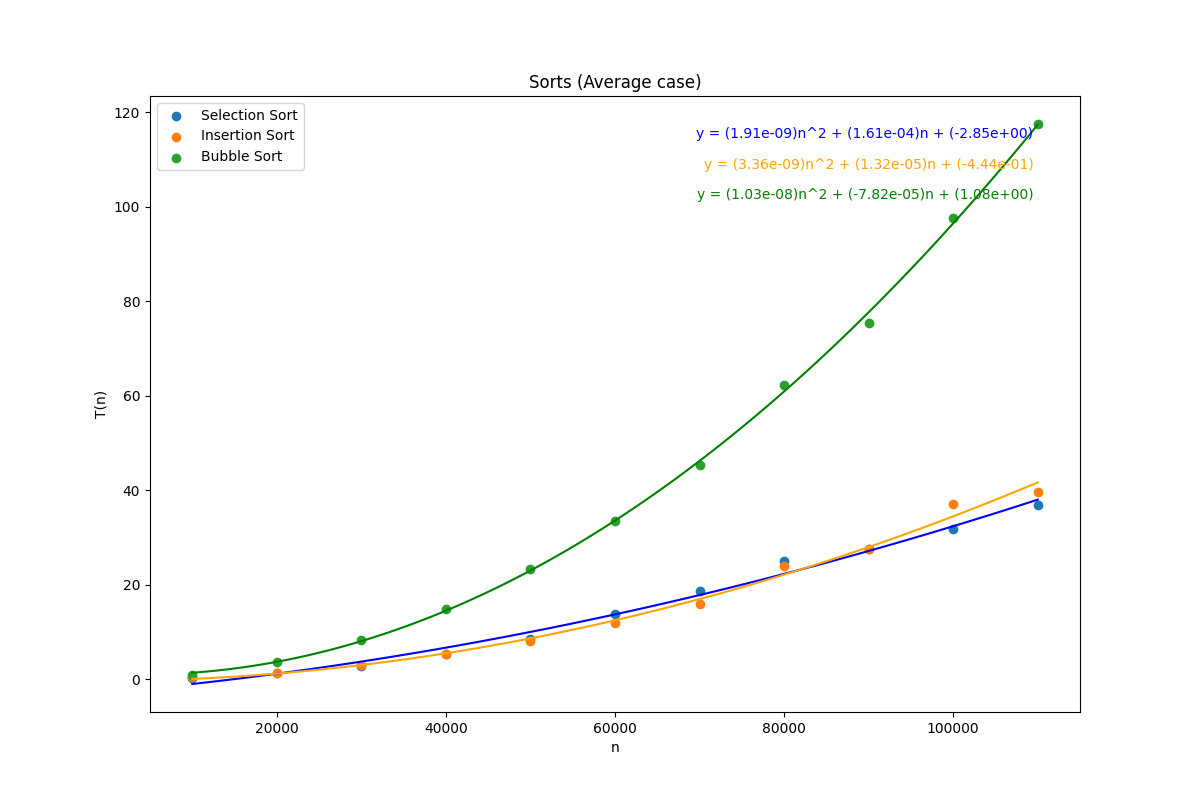 Sorts (Average case)
Selection Sort
Insertion Sort
Bubble Sort
y = (1.91e-09)n^2 + (1.61e-04)n + (-2.85e+00)
y = (3.36e-09)n^2 + (1.32e-05)n + (-4.44e-01)
y = (1.03e-08)n^2 + (-7.82e-05)n + (1.08e+00)
120
100
80
60
40
20
0
T(n)
20000 40000 60000 80000 100000
n